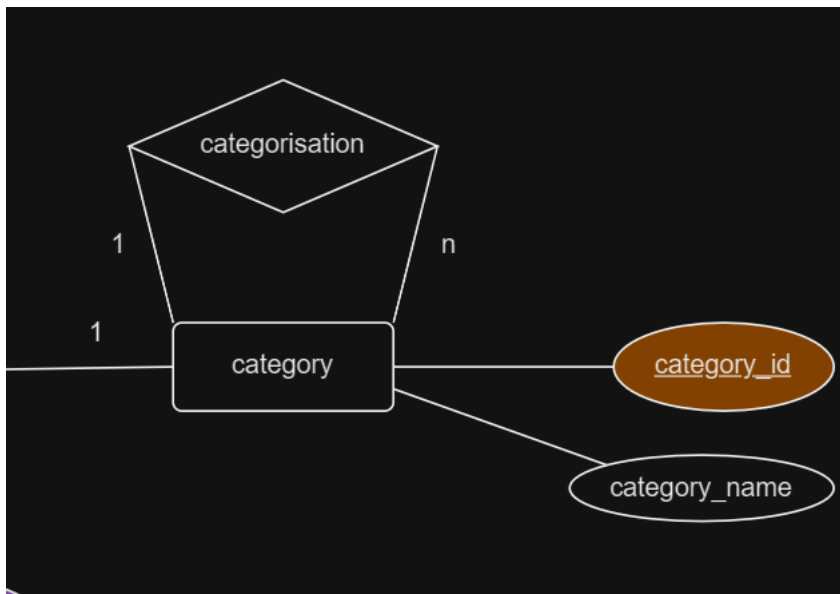 categorisation
1
n
1
category
category_id
category_name